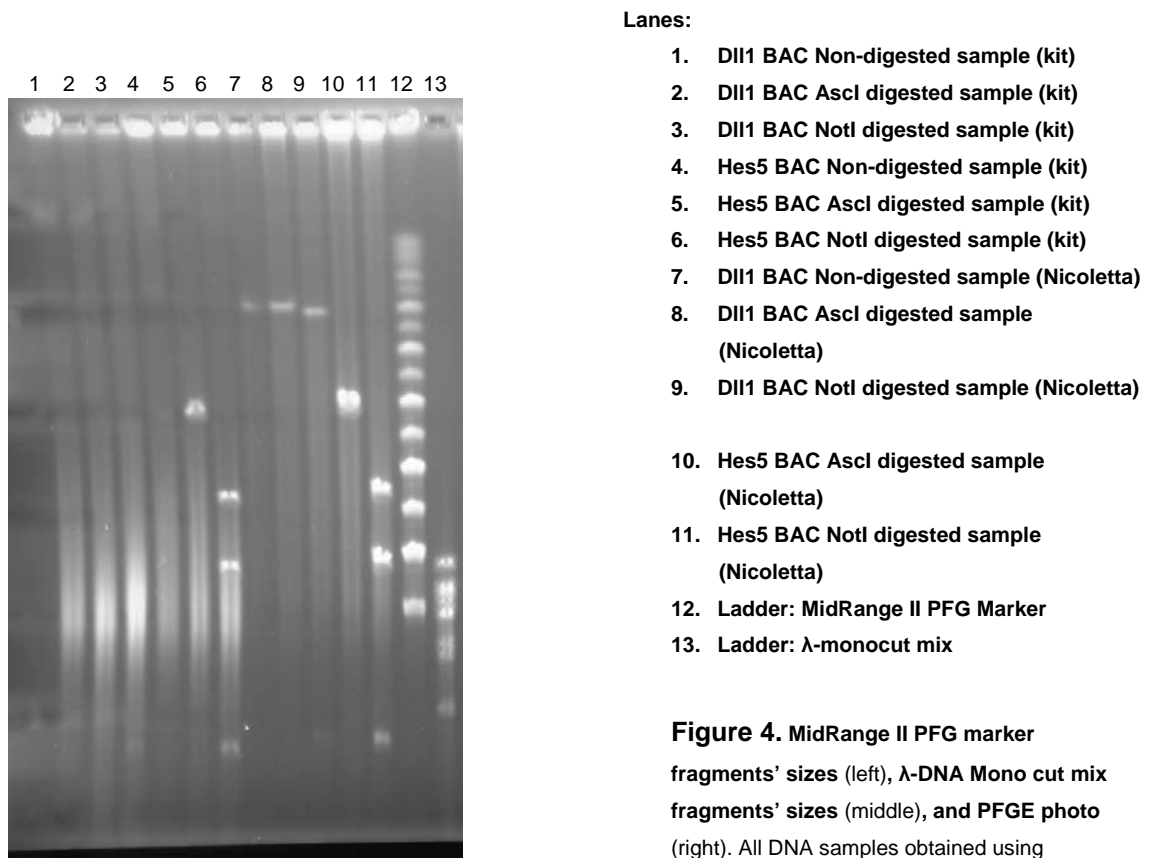 Lanes:
1 2 3 4 5 6 7 8 9 10 11 12 13
1. Dll1 BAC Non-digested sample (kit)
2. Dll1 BAC AscI digested sample (kit)
3. Dll1 BAC NotI digested sample (kit)
4. Hes5 BAC Non-digested sample (kit)
5. Hes5 BAC AscI digested sample (kit)
6. Hes5 BAC NotI digested sample (kit)
7. Dll1 BAC Non-digested sample (Nicoletta)
8. Dll1 BAC AscI digested sample
(Nicoletta)
9. Dll1 BAC NotI digested sample (Nicoletta)
10. Hes5 BAC AscI digested sample
(Nicoletta)
11. Hes5 BAC NotI digested sample
(Nicoletta)
12. Ladder: MidRange II PFG Marker
13. Ladder: λ-monocut mix
Figure 4. MidRange II PFG marker
fragments’ sizes (left), λ-DNA Mono cut mix
fragments’ sizes (middle), and PFGE photo
(right). All DNA samples obtained using